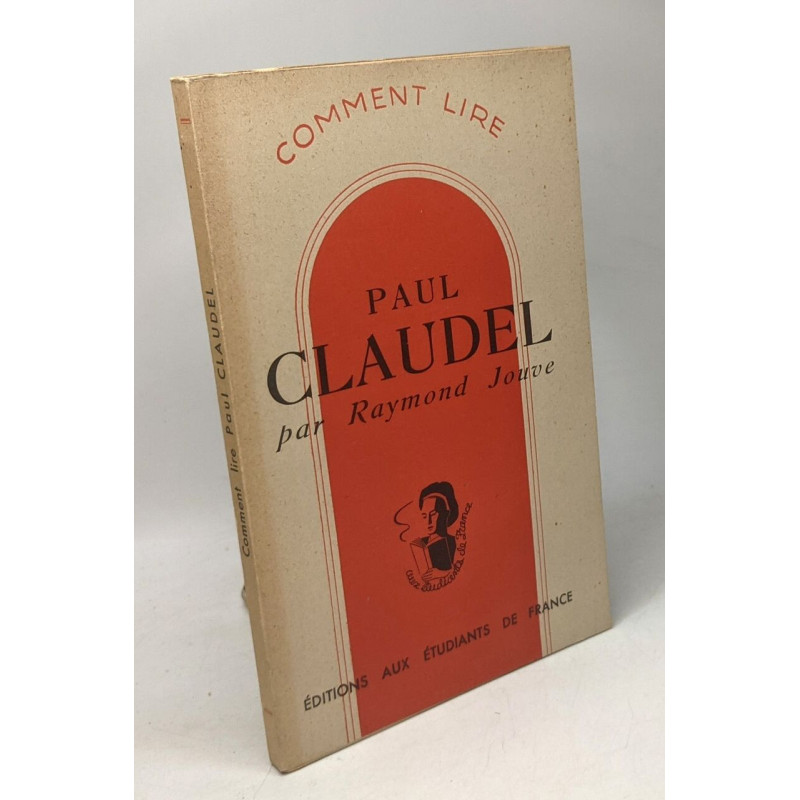 COMMENT LIRE
PAUL
CLAUDEL
par Raymond Jouve
aux étudiants de France
ÉDITIONS AUX ÉTUDIANTS DE FRANCE
Comment lire Paul CLAUDEL